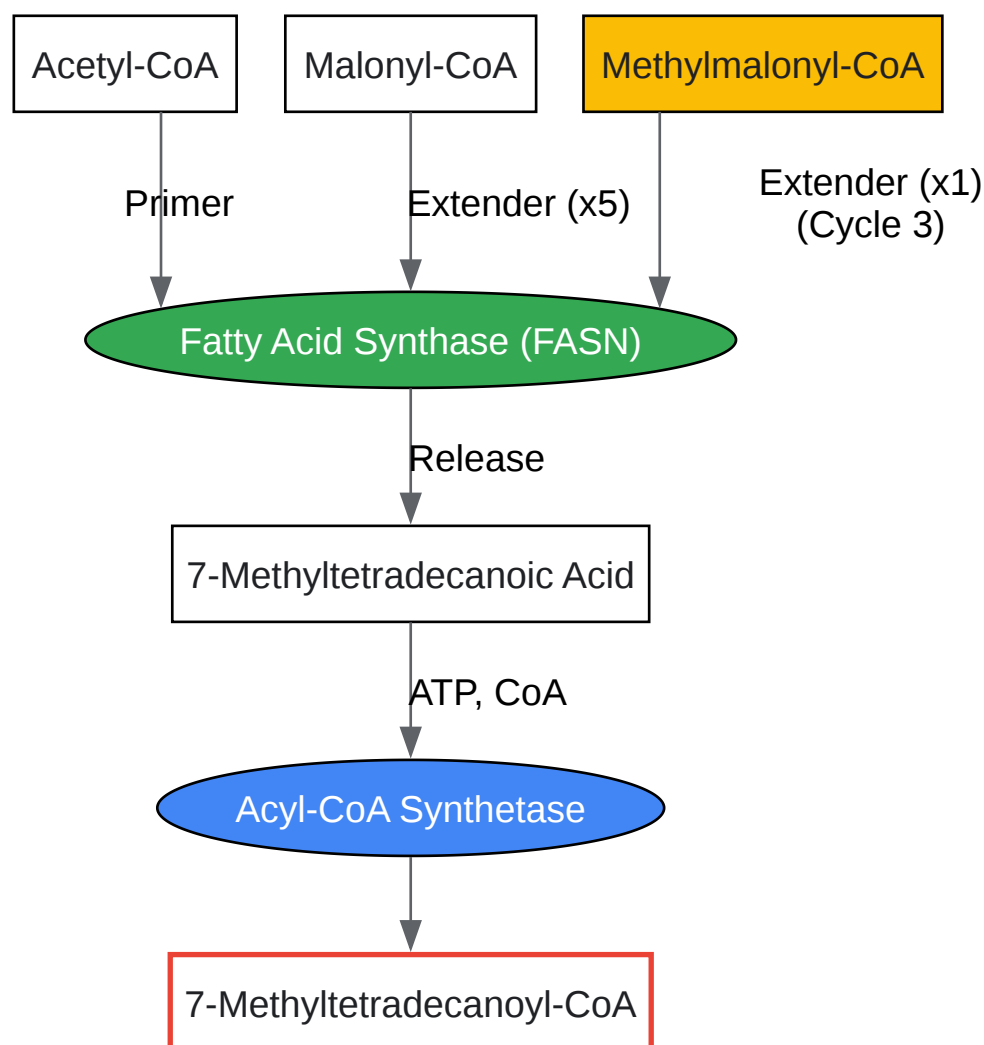 Acetyl-CoA
Malonyl-CoA
Methylmalonyl-CoA
Primer
Extender (x5)
Extender (x1)
(Cycle 3)
Fatty Acid Synthase (FASN)
Release
7-Methyltetradecanoic Acid
ATP, CoA
Acyl-CoA Synthetase
7-Methyltetradecanoyl-CoA